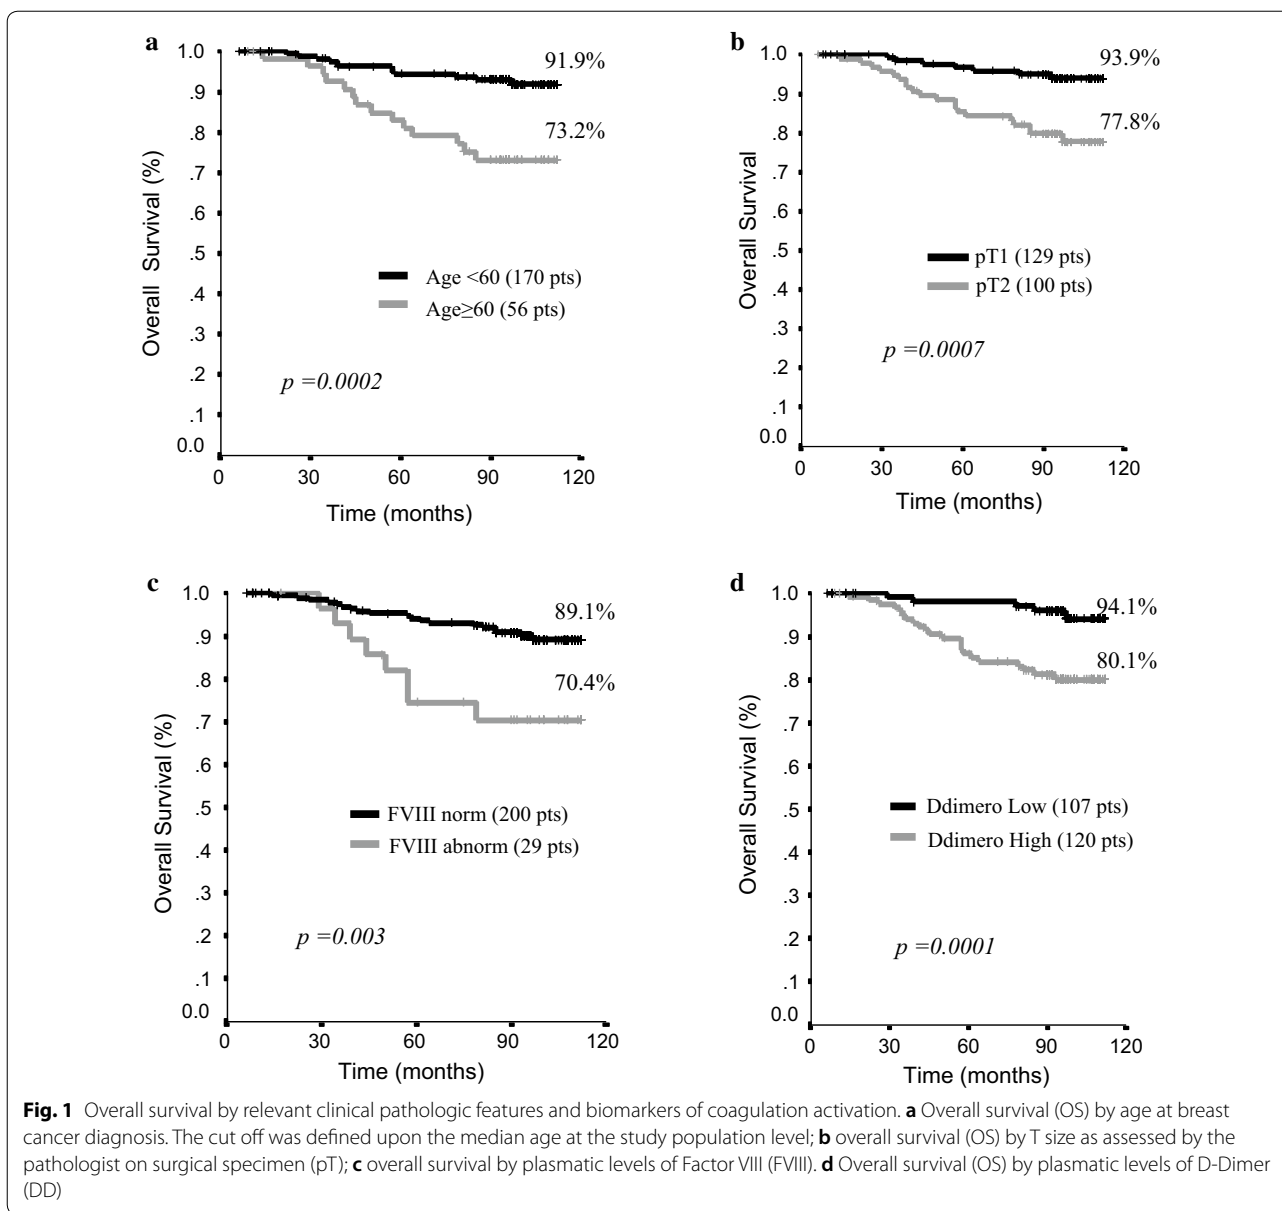 a
1.0
.9
.8
.7
.6
.5
.4
.3
.2
.1
0.0
Overall Survival (%)
91.9%
73.2%
Age <60 (170 pts)
Age≥60 (56 pts)
p =0.0002
0 30 60 90 120
Time (months)
b
1.0
.9
.8
.7
.6
.5
.4
.3
.2
.1
0.0
Overall Survival
93.9%
77.8%
pT1 (129 pts)
pT2 (100 pts)
p =0.0007
0 30 60 90 120
Time (months)
c
1.0
.9
.8
.7
.6
.5
.4
.3
.2
.1
0.0
Overall Survival (%)
89.1%
70.4%
FVIII norm (200 pts)
FVIII abnorm (29 pts)
p =0.003
0 30 60 90 120
Time (months)
d
1.0
.9
.8
.7
.6
.5
.4
.3
.2
.1
0.0
Overall Survival (%)
94.1%
80.1%
Ddimero Low (107 pts)
Ddimero High (120 pts)
p =0.0001
0 30 60 90 120
Time (months)
Fig. 1 Overall survival by relevant clinical pathologic features and biomarkers of coagulation activation. a Overall survival (OS) by age at breast
cancer diagnosis. The cut off was defined upon the median age at the study population level; b overall survival (OS) by T size as assessed by the
pathologist on surgical specimen (pT); c overall survival by plasmatic levels of Factor VIII (FVIII). d Overall survival (OS) by plasmatic levels of D-Dimer
(DD)